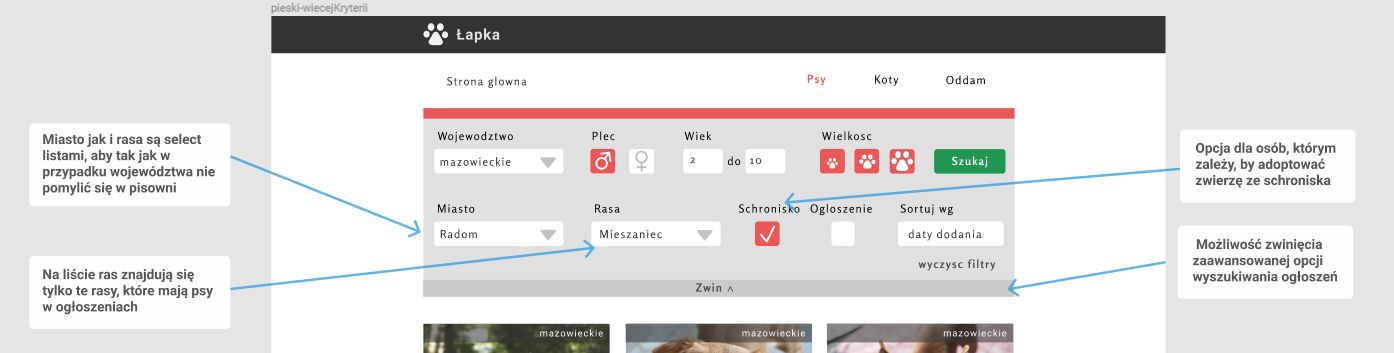 pieski-wiecejKryterii
Łapka
Strona glowna
Psy
Koty
Oddam
Wojewodztwo
Plec
Wiek
Wielkosc
mazowieckie
2
do
10
Szukaj
Miasto
Rasa
Schronisko
Ogloszenie
Sortuj wg
Radom
Mieszaniec
daty dodania
wyczysc filtry
Zwin ^
mazowieckie
mazowieckie
mazowieckie
Miasto jak i rasa są select
listami, aby tak jak w
przypadku województwa nie
pomylić się w pisowni
Na liście ras znajdują się
tylko te rasy, które mają psy
w ogłoszeniach
Opcja dla osób, którym
zależy, by adoptować
zwierzę ze schroniska
Możliwość zwinięcia
zaawansowanej opcji
wyszukiwania ogłoszeń